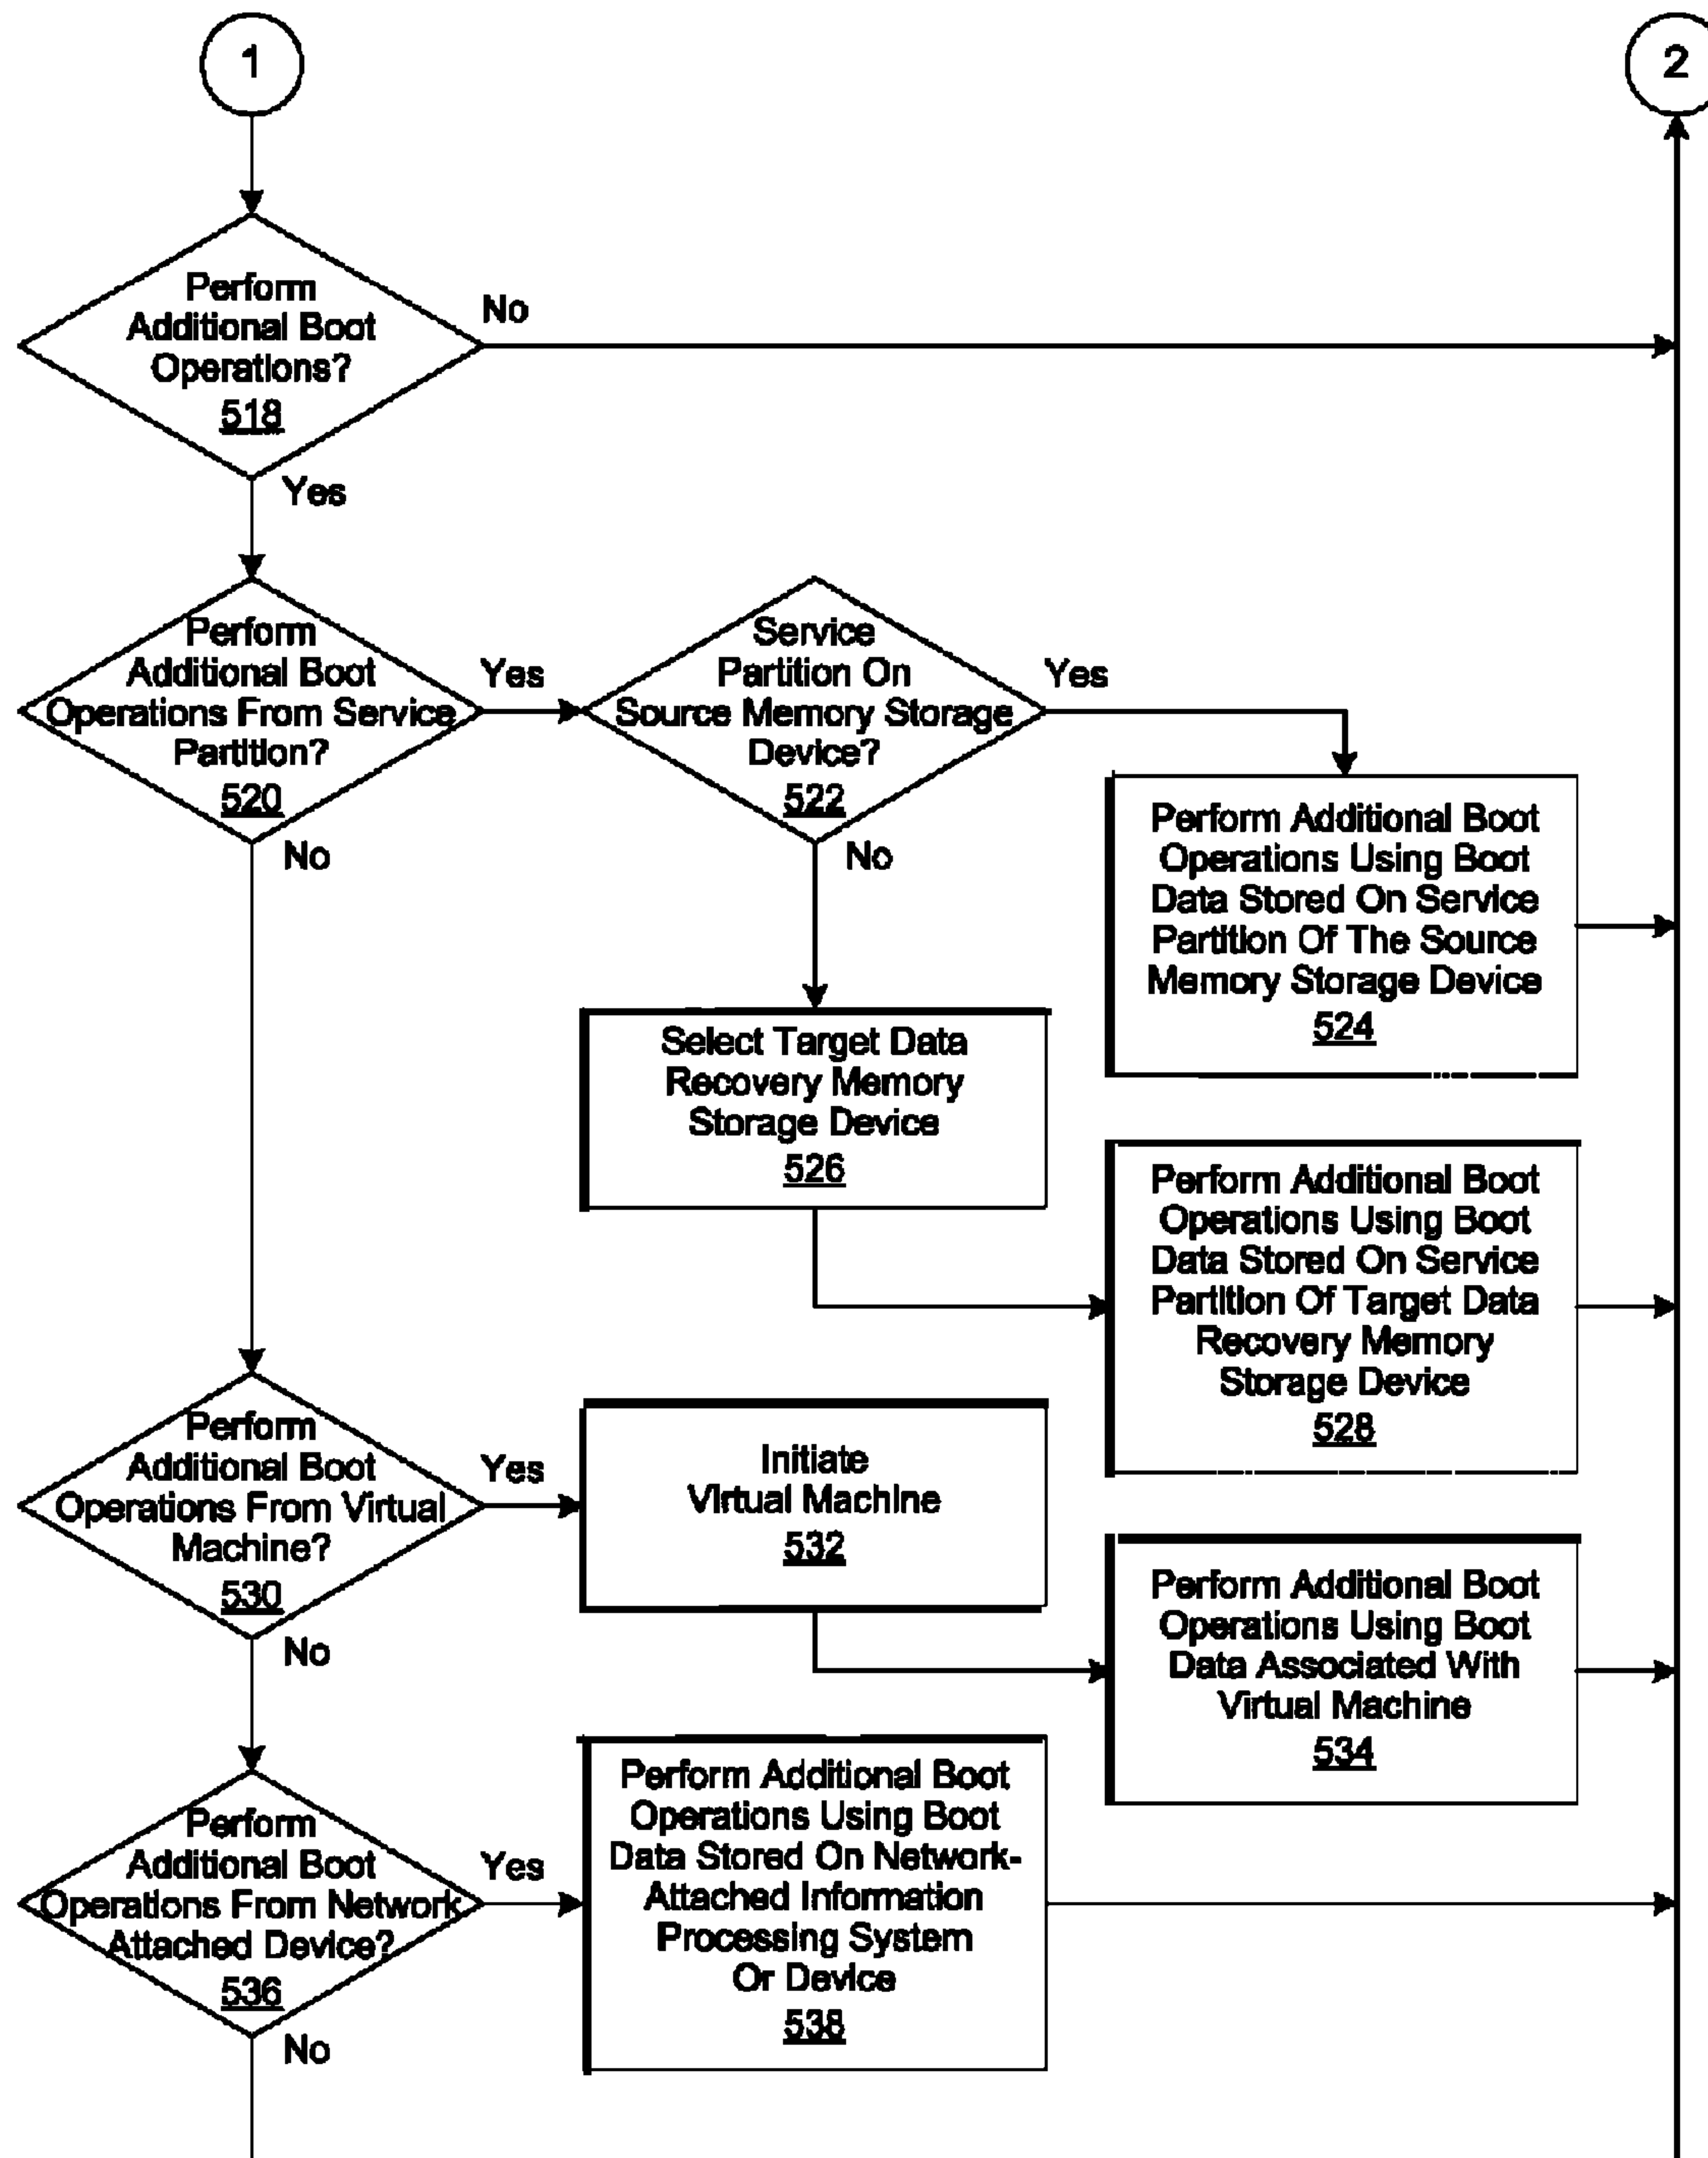 1
2
Perform
Additional Boot
Operations?
518
No
Yes
Perform
Additional Boot
Operations From Service
Partition?
520
Yes
No
Service
Partition On
Source Memory Storage
Device?
522
Yes
No
Perform Additional Boot
Operations Using Boot
Data Stored On Service
Partition Of The Source
Memory Storage Device
524
Select Target Data
Recovery Memory
Storage Device
526
Perform Additional Boot
Operations Using Boot
Data Stored On Service
Partition Of Target Data
Recovery Memory
Storage Device
528
Perform
Additional Boot
Operations From Virtual
Machine?
530
Yes
No
Initiate
Virtual Machine
532
Perform Additional Boot
Operations Using Boot
Data Associated With
Virtual Machine
534
Perform
Additional Boot
Operations From Network
Attached Device?
536
Yes
No
Perform Additional Boot
Operations Using Boot
Data Stored On Network-
Attached Information
Processing System
Or Device
538